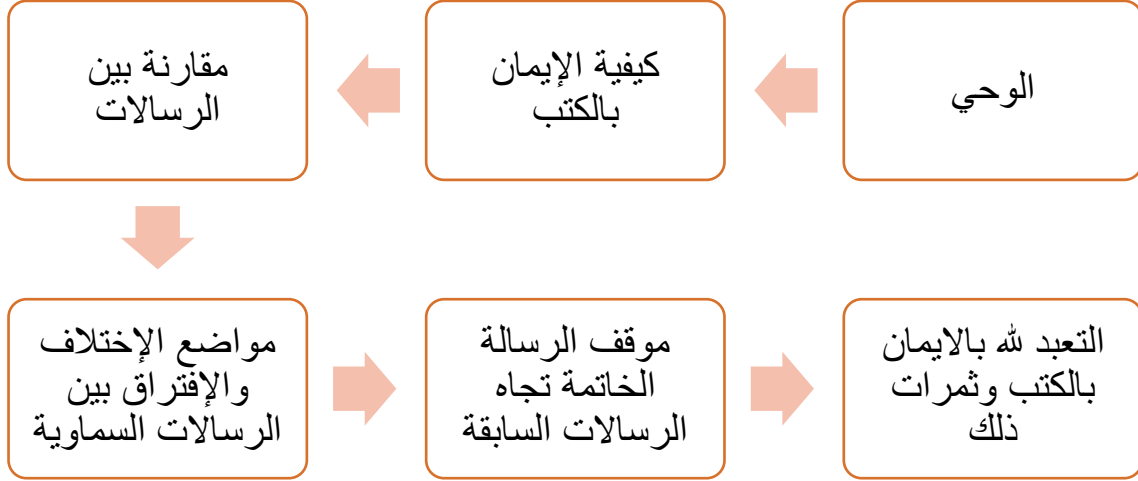 الوحي
كيفية الإيمان
بالكتب
مقارنة بين
الرسالات
مواضع الإختلاف
والإفتراق بين
الرسالات السماوية
موقف الرسالة
الخاتمة تجاه
الرسالات السابقة
التعبد لله بالايمان
بالكتب وثمرات
ذلك